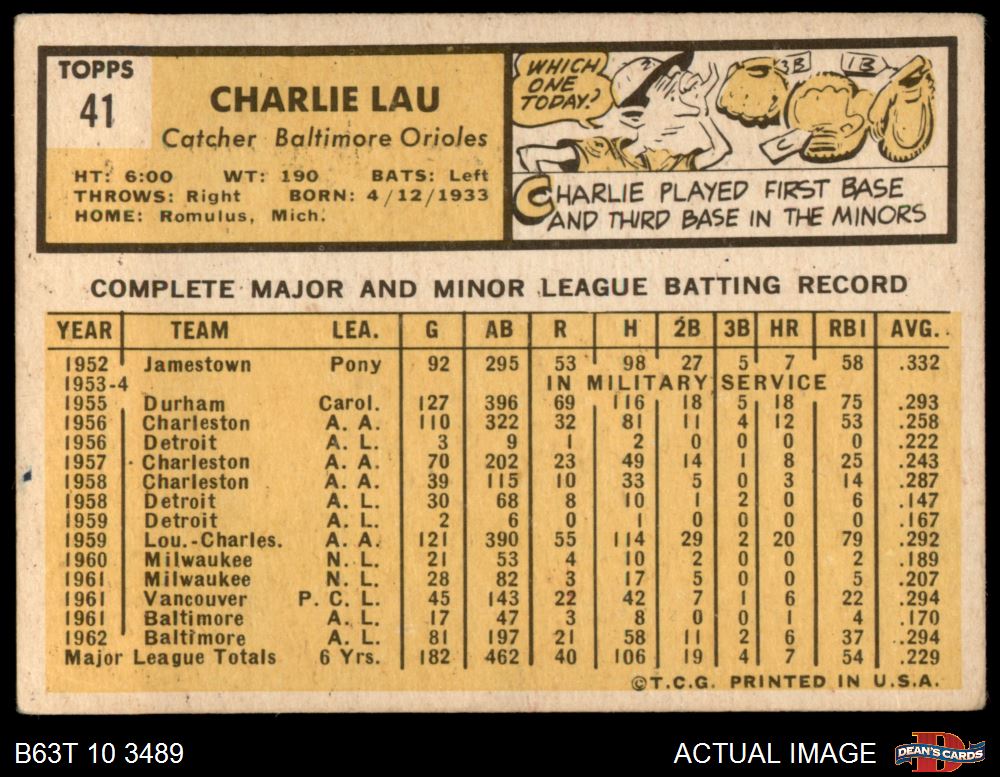 TOPPS
41
CHARLIE LAU
Catcher Baltimore Orioles
HT: 6:00 WT: 190 BATS: Left
THROWS: Right BORN: 4/12/1933
HOME: Romulus, Mich.
WHICH
ONE
TODAY?
3B
1B
CHARLIE PLAYED FIRST BASE
AND THIRD BASE IN THE MINORS
COMPLETE MAJOR AND MINOR LEAGUE BATTING RECORD
YEAR TEAM LEA. G AB R H 2B 3B HR RBI AVG.
1952 Jamestown Pony 92 295 53 98 27 5 7 58 .332
1953-4 IN MILITARY SERVICE
1955 Durham Carol. 127 396 69 116 18 5 18 75 .293
1956 Charleston A. A. 110 322 32 81 11 4 12 53 .258
1956 Detroit A. L. 3 9 1 2 0 0 0 0 .222
1957 Charleston A. A. 70 202 23 49 14 1 8 25 .243
1958 Charleston A. A. 39 115 10 33 5 0 3 14 .287
1958 Detroit A. L. 30 68 8 10 1 2 0 6 .147
1959 Detroit A. L. 2 6 0 1 0 0 0 0 .167
1959 Lou.-Charles. A. A. 121 390 55 114 29 2 20 79 .292
1960 Milwaukee N. L. 21 53 4 10 2 0 0 2 .189
1961 Milwaukee N. L. 28 82 3 17 5 0 0 5 .207
1961 Vancouver P. C. L. 45 143 22 42 7 1 6 22 .294
1961 Baltimore A. L. 17 47 3 8 0 0 1 4 .170
1962 Baltimore A. L. 81 197 21 58 11 2 6 37 .294
Major League Totals 6 Yrs. 182 462 40 106 19 4 7 54 .229
©T.C.G. PRINTED IN U.S.A.
B63T 10 3489
ACTUAL IMAGE
D
DEAN'S CARDS